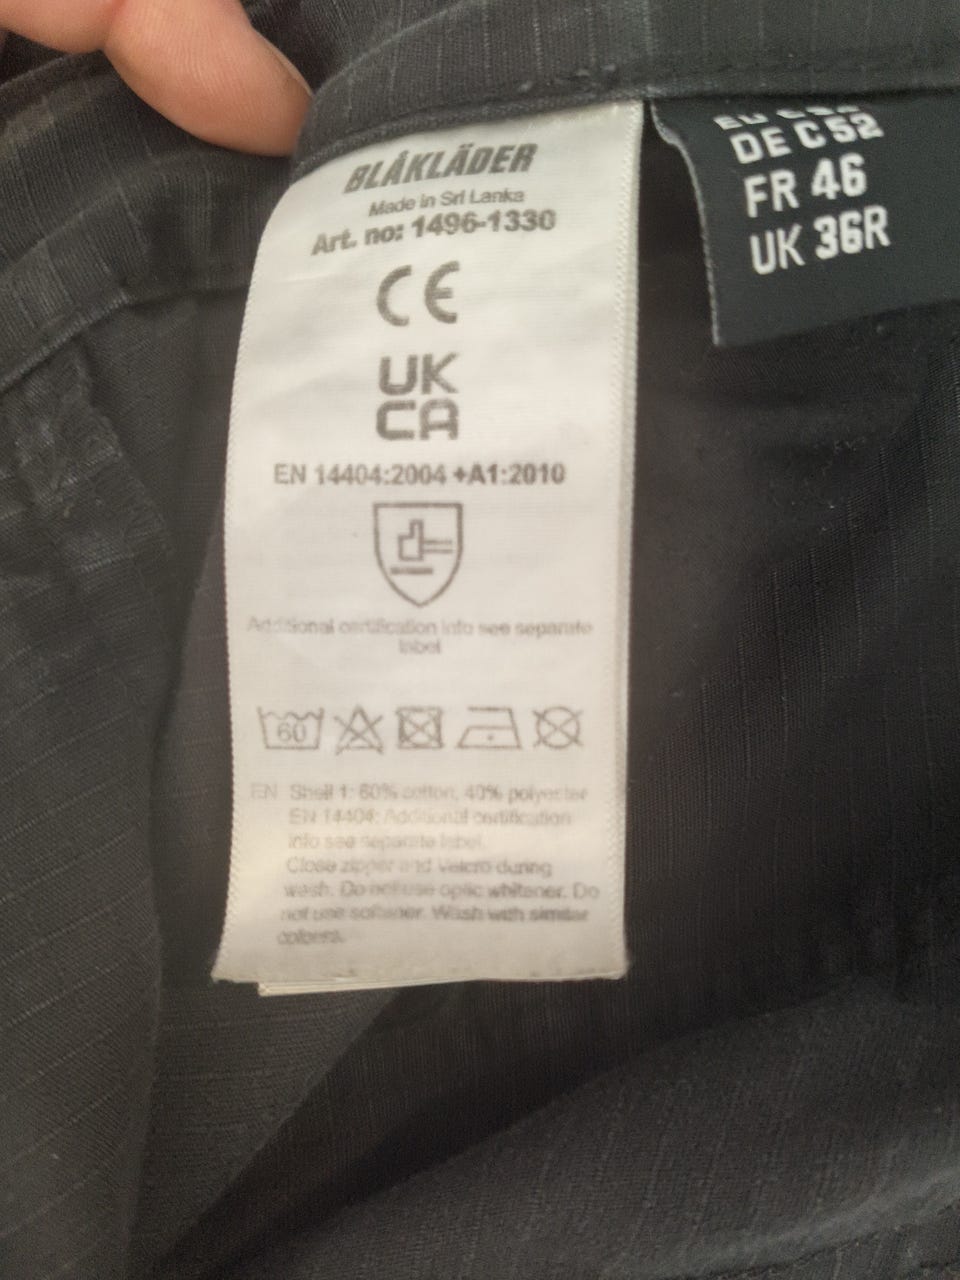 BLÅKLÄDER
Made in Sri Lanka
Art. no: 1496-1330
CE
UK
CA
EN 14404:2004 +A1:2010
Additional certification info see separate
label
60
EN Shell 1: 60% cotton, 40% polyester
EN 14404: Additional certification
info see separate label.
Close zipper and velcro during
wash. Do not use optic whitener. Do
not use softener. Wash with similar
colours.
DE C 52
FR 46
UK 36R